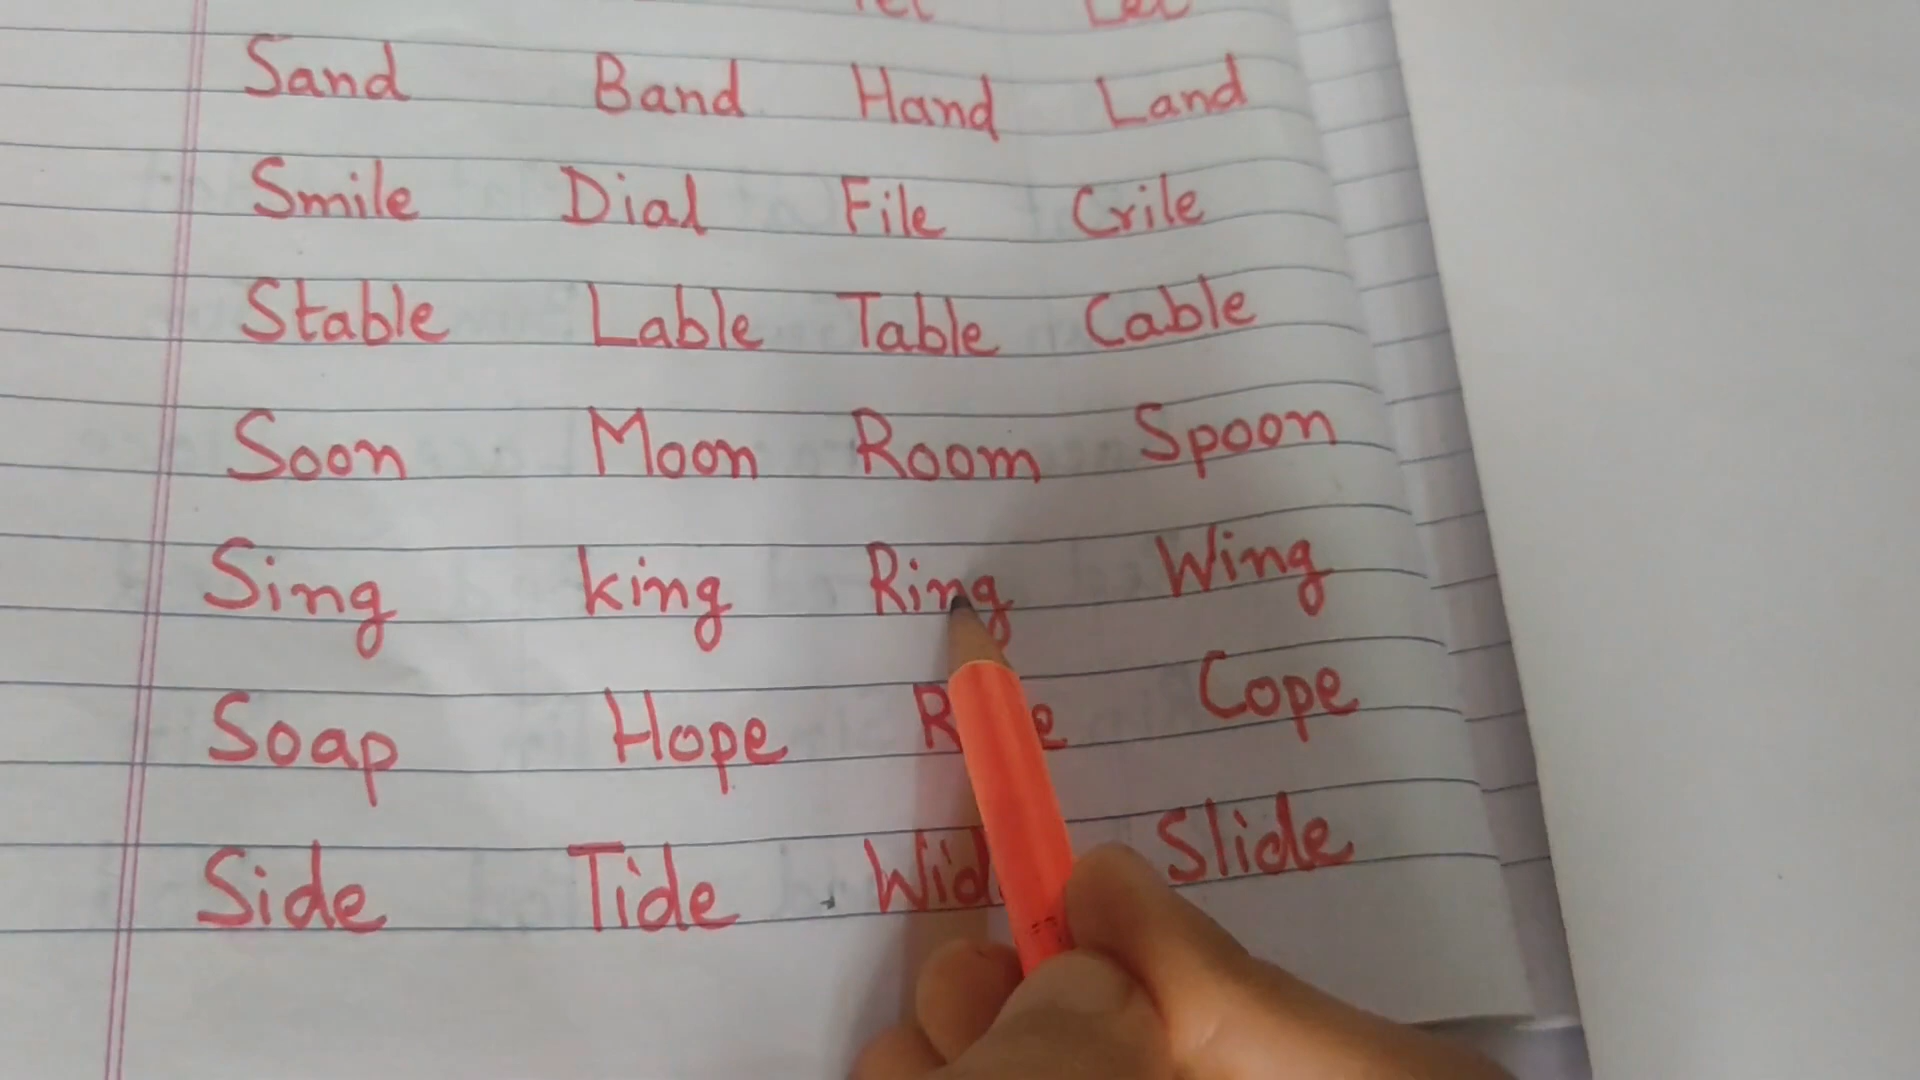 Sand Band Hand Land
Smile Dial File Crile
Stable Lable Table Cable
Soon Moon Room Spoon
Sing king Ring Wing
Soap Hope Cope
Side Tide Slide